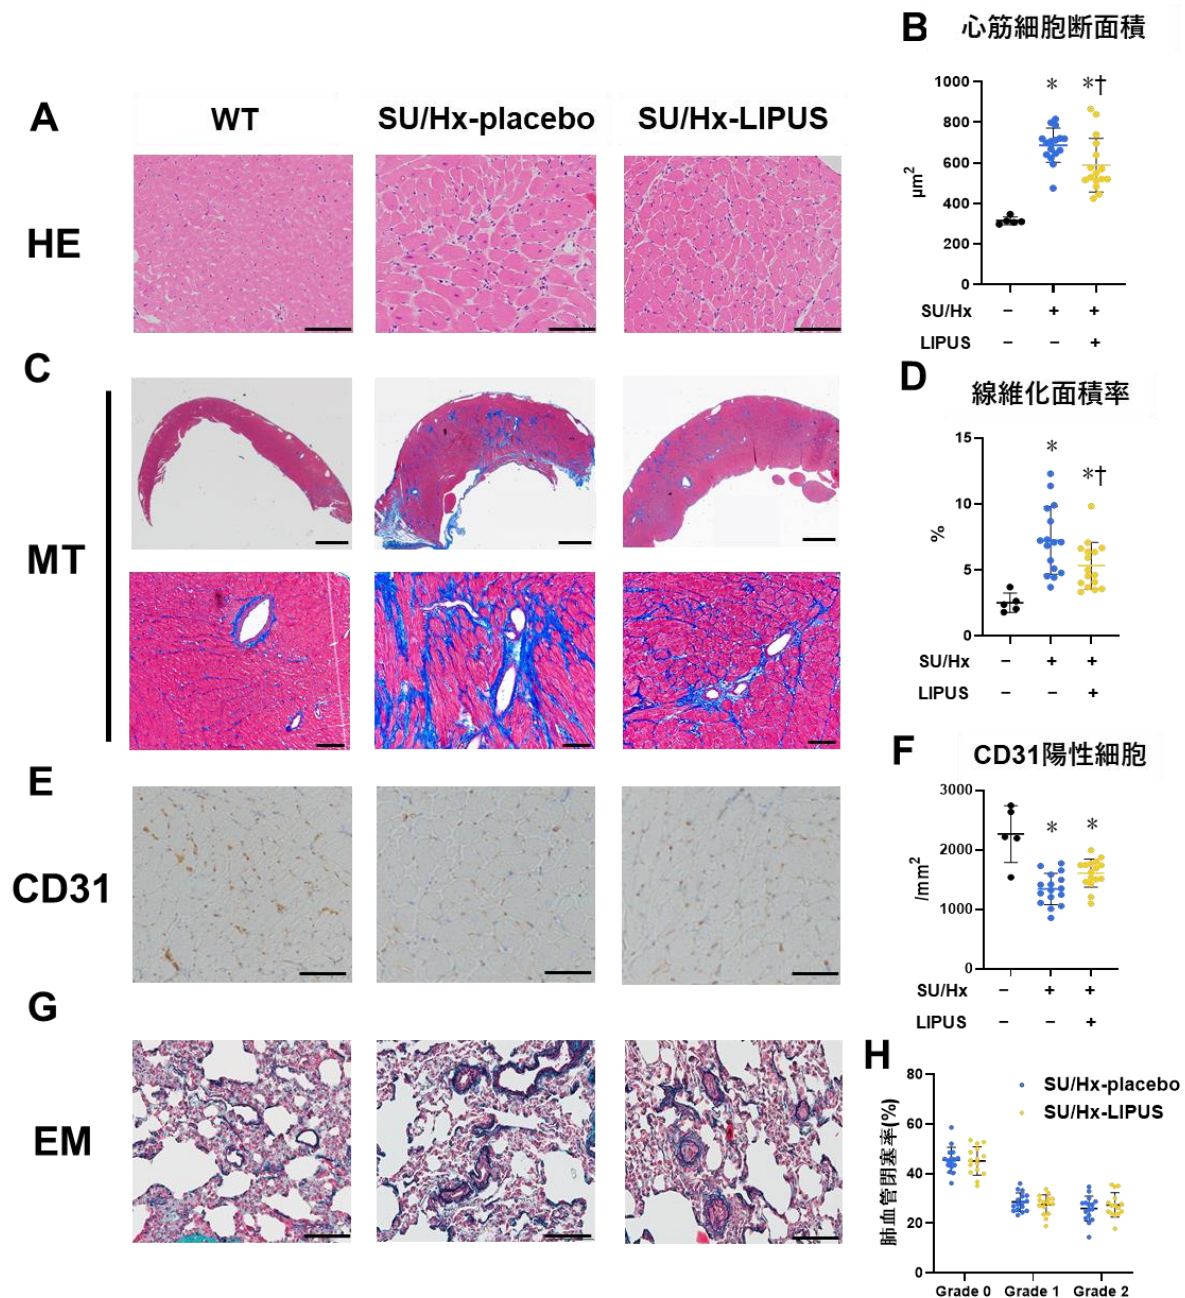 A
WT
SU/Hx-placebo
SU/Hx-LIPUS
HE
B
心筋細胞断面積
1000
800
600
400
200
0
µm2
*
*†
SU/Hx − + +
LIPUS − − +
C
MT
D
線維化面積率
15
10
5
0
%
*
*†
SU/Hx − + +
LIPUS − − +
E
CD31
F
CD31陽性細胞
3000
2000
1000
0
/mm2
*
*
SU/Hx − + +
LIPUS − − +
G
EM
H
80
60
40
20
0
肺血管閉塞率(%)
SU/Hx-placebo
SU/Hx-LIPUS
Grade 0 Grade 1 Grade 2